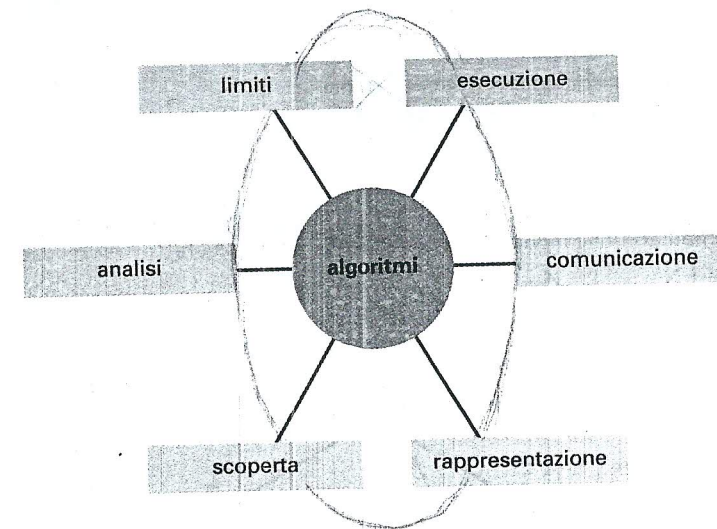 limiti
esecuzione
analisi
algoritmi
comunicazione
scoperta
rappresentazione